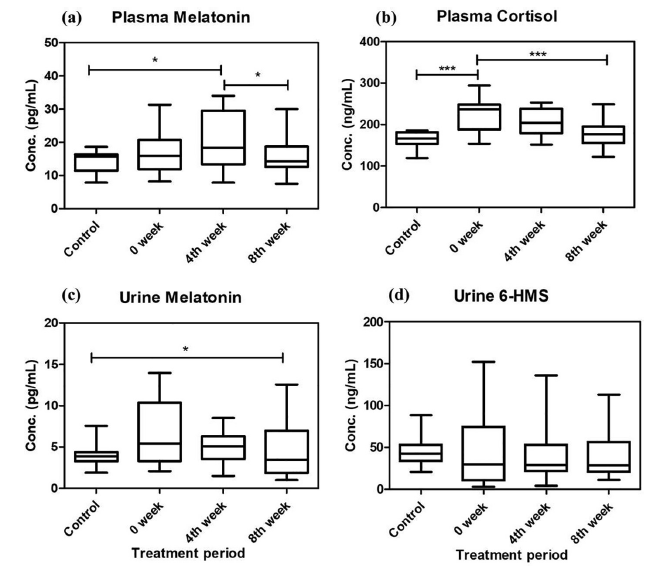 (a) Plasma Melatonin
Conc. (pg/mL)
50
40
30
20
10
0
*
*
Control
0 week
4th week
8th week
(b) Plasma Cortisol
Conc. (ng/mL)
400
300
200
100
0
***
***
Control
0 week
4th week
8th week
(c) Urine Melatonin
Conc. (pg/mL)
20
15
10
5
0
*
Control
0 week
4th week
8th week
Treatment period
(d) Urine 6-HMS
Conc. (ng/mL)
200
150
100
50
0
Control
0 week
4th week
8th week
Treatment period